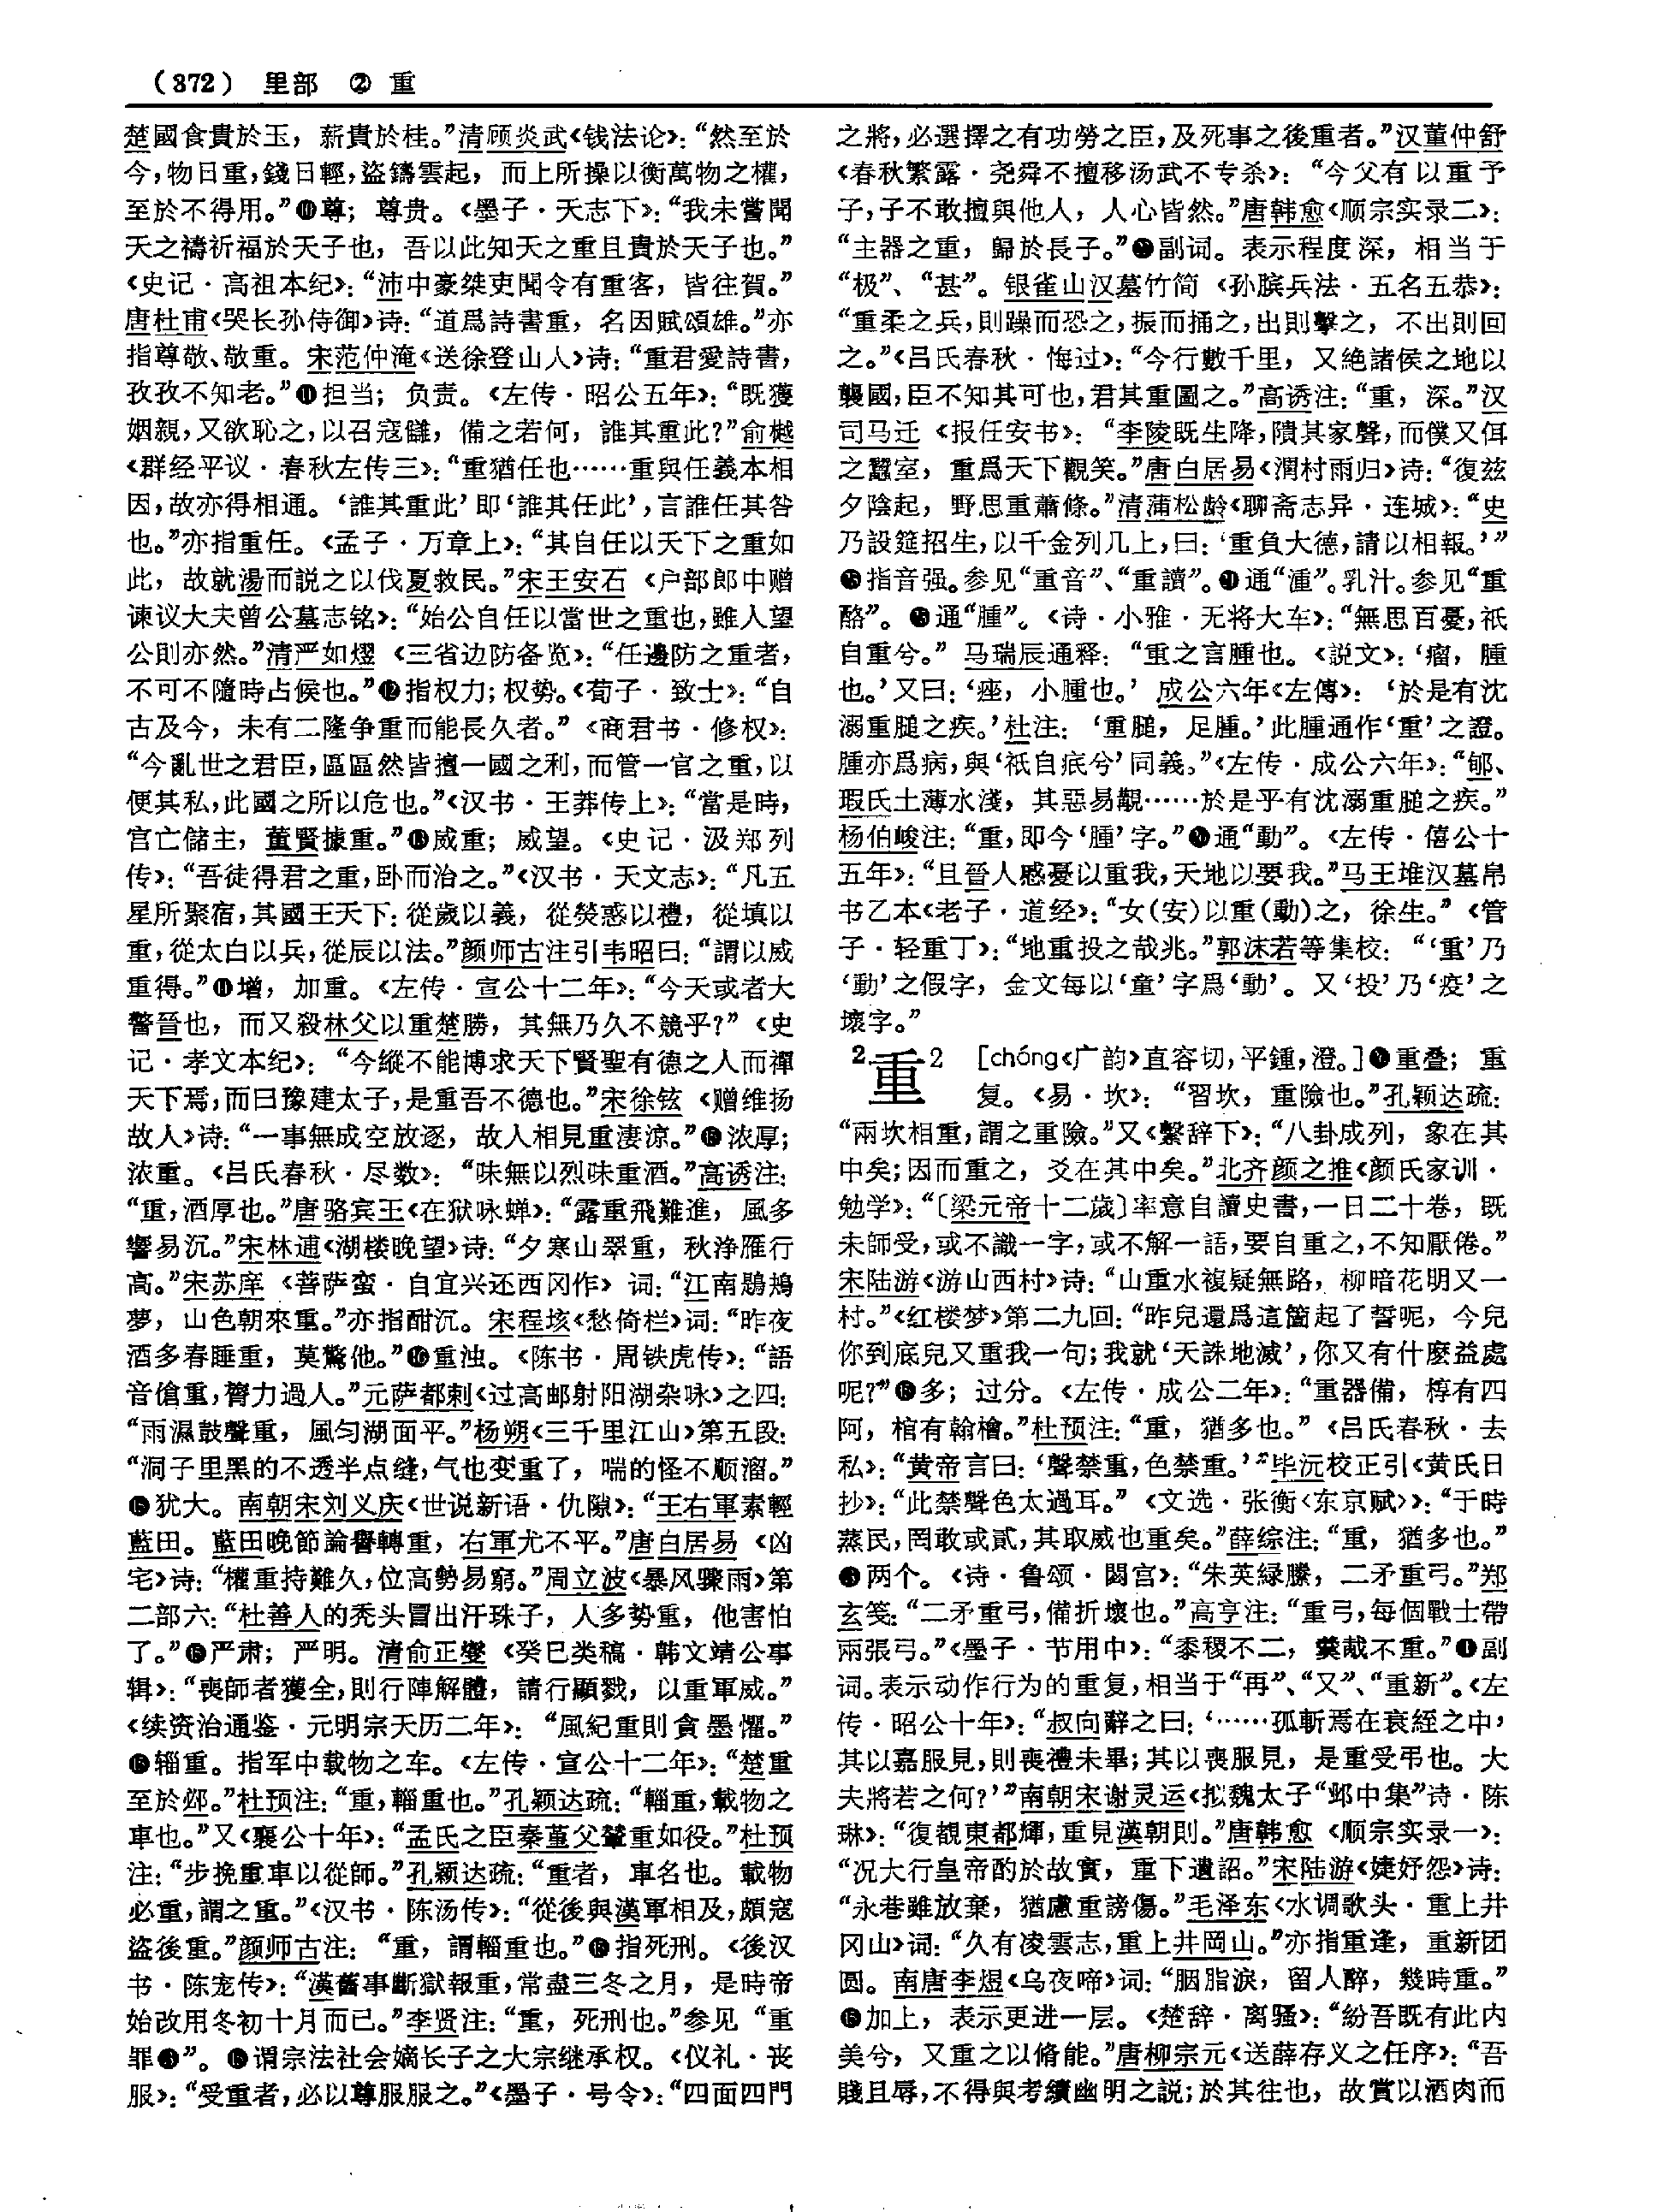 （372） 里部 ② 重
楚國食貴於玉，薪貴於桂。”清顾炎武《钱法论》：“然至於
今，物日重，錢日輕，盜鑄雲起，而上所操以衡萬物之權，
至於不得用。”❿尊；尊贵。《墨子·天志下》：“我未嘗聞
天之禱祈福於天子也，吾以此知天之重且貴於天子也。”
《史记·高祖本纪》：“沛中豪桀吏聞令有重客，皆往賀。”
唐杜甫《哭长孙侍御》诗：“道爲詩書重，名因賦頌雄。”亦
指尊敬、敬重。宋范仲淹《送徐登山人》诗：“重君愛詩書，
孜孜不知老。”⓫担当；负责。《左传·昭公五年》：“既獲
姻親，又欲恥之，以召寇讎，備之若何，誰其重此？”俞樾
《群经平议·春秋左传三》：“重猶任也……重與任義本相
因，故亦得相通。‘誰其重此’即‘誰其任此’，言誰任其咎
也。”亦指重任。《孟子·万章上》：“其自任以天下之重如
此，故就湯而説之以伐夏救民。”宋王安石《户部郎中赠
谏议大夫曾公墓志铭》：“始公自任以當世之重也，雖人望
公則亦然。”清严如熤《三省边防备览》：“任邊防之重者，
不可不隨時占候也。”⓬指权力；权势。《荀子·致士》：“自
古及今，未有二隆争重而能長久者。”《商君书·修权》：
“今亂世之君臣，區區然皆擅一國之利，而管一官之重，以
便其私，此國之所以危也。”《汉书·王莽传上》：“當是時，
宫亡儲主，董賢據重。”⓭威重；威望。《史记·汲郑列
传》：“吾徒得君之重，卧而治之。”《汉书·天文志》：“凡五
星所聚宿，其國王天下：從歲以義，從熒惑以禮，從填以
重，從太白以兵，從辰以法。”颜师古注引韦昭曰：“謂以威
重得。”⓮增，加重。《左传·宣公十二年》：“今天或者大
警晉也，而又殺林父以重楚勝，其無乃久不競乎？”《史
记·孝文本纪》：“今縱不能博求天下賢聖有德之人而禪
天下焉，而曰豫建太子，是重吾不德也。”宋徐铉《赠维扬
故人》诗：“一事無成空放逐，故人相見重淒涼。”⓯浓厚；
浓重。《吕氏春秋·尽数》：“味無以烈味重酒。”高诱注：
“重，酒厚也。”唐骆宾王《在狱咏蝉》：“露重飛難進，風多
響易沉。”宋林逋《湖楼晚望》诗：“夕寒山翠重，秋浄雁行
高。”宋苏庠《菩萨蛮·自宜兴还西冈作》词：“江南鶗鴂
夢，山色朝來重。”亦指酣沉。宋程垓《愁倚栏》词：“昨夜
酒多春睡重，莫驚他。”⓰重浊。《陈书·周铁虎传》：“語
音傖重，膂力過人。”元萨都剌《过高邮射阳湖杂咏》之四：
“雨濕鼓聲重，風匀湖面平。”杨朔《三千里江山》第五段：
“洞子里黑的不透半点缝，气也变重了，喘的怪不顺溜。”
⓱犹大。南朝宋刘义庆《世说新语·仇隙》：“王右軍素輕
藍田。藍田晚節論譽轉重，右軍尤不平。”唐白居易《凶
宅》诗：“權重持難久，位高勢易窮。”周立波《暴风骤雨》第
二部六：“杜善人的秃头冒出汗珠子，人多势重，他害怕
了。”⓲严肃；严明。清俞正燮《癸巳类稿·韩文靖公事
辑》：“喪師者獲全，則行陣解體，請行顯戮，以重軍威。”
《续资治通鉴·元明宗天历二年》：“風紀重則貪墨懼。”
⓳辎重。指军中载物之车。《左传·宣公十二年》：“楚重
至於邲。”杜预注：“重，輜重也。”孔颖达疏：“輜重，載物之
車也。”又《襄公十年》：“孟氏之臣秦堇父輦重如役。”杜预
注：“步挽重車以從師。”孔颖达疏：“重者，車名也。載物
必重，謂之重。”《汉书·陈汤传》：“從後與漢軍相及，頗寇
盜後重。”颜师古注：“重，謂輜重也。”⓴指死刑。《後汉
书·陈宠传》：“漢舊事斷獄報重，常盡三冬之月，是時帝
始改用冬初十月而已。”李贤注：“重，死刑也。”参见“重
罪❸”。㉑谓宗法社会嫡长子之大宗继承权。《仪礼·丧
服》：“受重者，必以尊服服之。”《墨子·号令》：“四面四門
之將，必選擇之有功勞之臣，及死事之後重者。”汉董仲舒
《春秋繁露·尧舜不擅移汤武不专杀》：“今父有以重予
子，子不敢擅與他人，人心皆然。”唐韩愈《顺宗实录二》：
“主器之重，歸於長子。”㉒副词。表示程度深，相当于
“极”、“甚”。银雀山汉墓竹简《孙膑兵法·五名五恭》：
“重柔之兵，則譟而恐之，振而捅之，出則擊之，不出則回
之。”《吕氏春秋·悔过》：“今行數千里，又絶諸侯之地以
襲國，臣不知其可也，君其重圖之。”高诱注：“重，深。”汉
司马迁《报任安书》：“李陵既生降，隤其家聲，而僕又佴
之蠶室，重爲天下觀笑。”唐白居易《渭村雨归》诗：“復兹
夕陰起，野思重蕭條。”清蒲松龄《聊斋志异·连城》：“史
乃設筵招生，以千金列几上，曰：‘重負大德，請以相報。’”
㉓指音强。参见“重音”、“重讀”。㉔通“湩”。乳汁。参见“重
酪”。㉕通“腫”。《诗·小雅·无将大车》：“無思百憂，祇
自重兮。”马瑞辰通释：“重之言腫也。《説文》：‘瘤，腫
也。’又曰：‘痤，小腫也。’成公六年《左傳》：‘於是有沈
溺重膇之疾。’杜注：‘重膇，足腫。’此腫通作‘重’之證。
腫亦爲病，與‘祇自疧兮’同義。”《左传·成公六年》：“郇、
瑕氏土薄水淺，其惡易覯……於是乎有沈溺重膇之疾。”
杨伯峻注：“重，即今‘腫’字。”㉖通“動”。《左传·僖公十
五年》：“且晉人慼憂以重我，天地以要我。”马王堆汉墓帛
书乙本《老子·道经》：“女（安）以重（動）之，徐生。”《管
子·轻重丁》：“地重投之哉兆。”郭沫若等集校：“‘重’乃
‘動’之假字，金文每以‘童’字爲‘動’。又‘投’乃‘疫’之
壞字。”
2重2 [chóng《广韵》直容切，平鍾，澄。]❶重叠；重
复。《易·坎》：“習坎，重險也。”孔颖达疏：
“兩坎相重，謂之重險。”又《繫辞下》：“八卦成列，象在其
中矣；因而重之，爻在其中矣。”北齐颜之推《颜氏家训·
勉学》：“〔梁元帝十二歲〕率意自讀史書，一日二十卷，既
未師受，或不識一字，或不解一語，要自重之，不知厭倦。”
宋陆游《游山西村》诗：“山重水複疑無路，柳暗花明又一
村。”《红楼梦》第二九回：“昨兒還爲這箇起了誓呢，今兒
你到底兒又重我一句；我就‘天誅地滅’，你又有什麽益處
呢？”❷多；过分。《左传·成公二年》：“重器備，椁有四
阿，棺有翰檜。”杜预注：“重，猶多也。”《吕氏春秋·去
私》：“黄帝言曰：‘聲禁重，色禁重。’”毕沅校正引《黄氏日
抄》：“此禁聲色太過耳。”《文选·张衡〈东京赋〉》：“于時
蒸民，罔敢或貳，其取威也重矣。”薛综注：“重，猶多也。”
❸两个。《诗·鲁颂·閟宫》：“朱英緑縢，二矛重弓。”郑
玄笺：“二矛重弓，備折壞也。”高亨注：“重弓，每個戰士帶
兩張弓。”《墨子·节用中》：“黍稷不二，羹胾不重。”❹副
词。表示动作行为的重复，相当于“再”、“又”、“重新”。《左
传·昭公十年》：“叔向辭之曰：‘……孤斬焉在衰絰之中，
其以嘉服見，則喪禮未畢；其以喪服見，是重受弔也。大
夫將若之何？’”南朝宋谢灵运《拟魏太子“邺中集”诗·陈
琳》：“復覩東都輝，重見漢朝則。”唐韩愈《顺宗实录一》：
“况大行皇帝酌於故實，重下遺詔。”宋陆游《婕妤怨》诗：
“永巷雖放棄，猶慮重謗傷。”毛泽东《水调歌头·重上井
冈山》词：“久有凌雲志，重上井岡山。”亦指重逢，重新团
圆。南唐李煜《乌夜啼》词：“胭脂淚，留人醉，幾時重。”
❺加上，表示更进一层。《楚辞·离骚》：“紛吾既有此内
美兮，又重之以脩能。”唐柳宗元《送薛存义之任序》：“吾
賤且辱，不得與考績幽明之説；於其往也，故賞以酒肉而